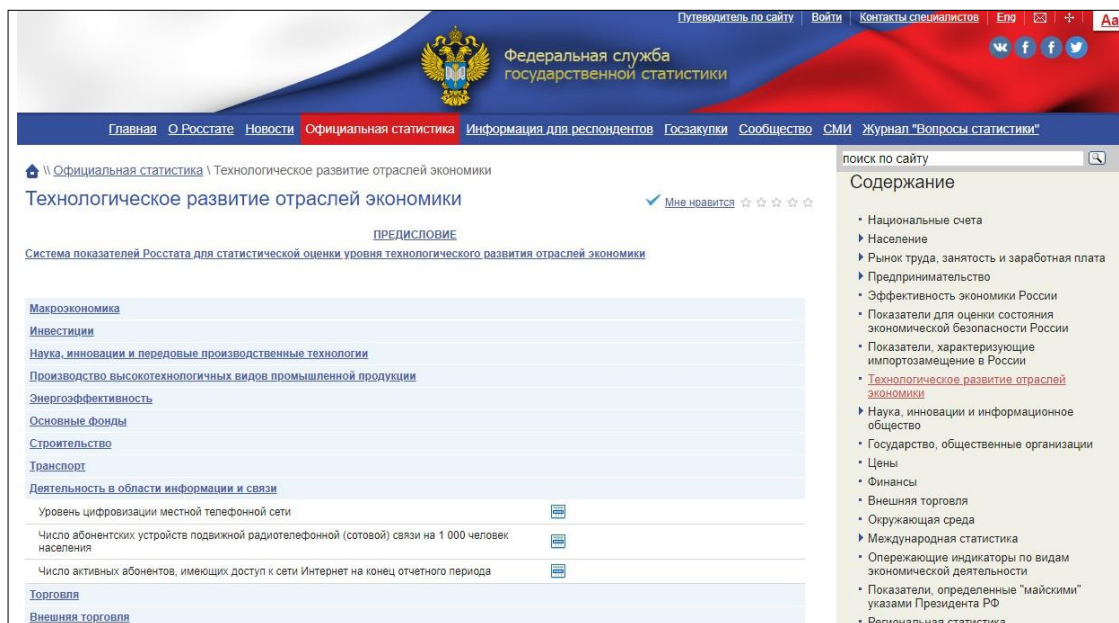 Путеводитель по сайту Войти Контакты специалистов Eng Aa
Федеральная служба
государственной статистики
Главная О Росстате Новости Официальная статистика Информация для респондентов Госзакупки Сообщество СМИ Журнал "Вопросы статистики"
поиск по сайту
\\ Официальная статистика \ Технологическое развитие отраслей экономики
Технологическое развитие отраслей экономики
Мне нравится
ПРЕДИСЛОВИЕ
Система показателей Росстата для статистической оценки уровня технологического развития отраслей экономики
Макроэкономика
Инвестиции
Наука, инновации и передовые производственные технологии
Производство высокотехнологичных видов промышленной продукции
Энергоэффективность
Основные фонды
Строительство
Транспорт
Деятельность в области информации и связи
Уровень цифровизации местной телефонной сети
Число абонентских устройств подвижной радиотелефонной (сотовой) связи на 1 000 человек
населения
Число активных абонентов, имеющих доступ к сети Интернет на конец отчетного периода
Торговля
Внешняя торговля
Содержание
Национальные счета
Население
Рынок труда, занятость и заработная плата
Предпринимательство
Эффективность экономики России
Показатели для оценки состояния
экономической безопасности России
Показатели, характеризующие
импортозамещение в России
Технологическое развитие отраслей
экономики
Наука, инновации и информационное
общество
Государство, общественные организации
Цены
Финансы
Внешняя торговля
Окружающая среда
Международная статистика
Опережающие индикаторы по видам
экономической деятельности
Показатели, определенные "майскими"
указами Президента РФ
Региональная статистика